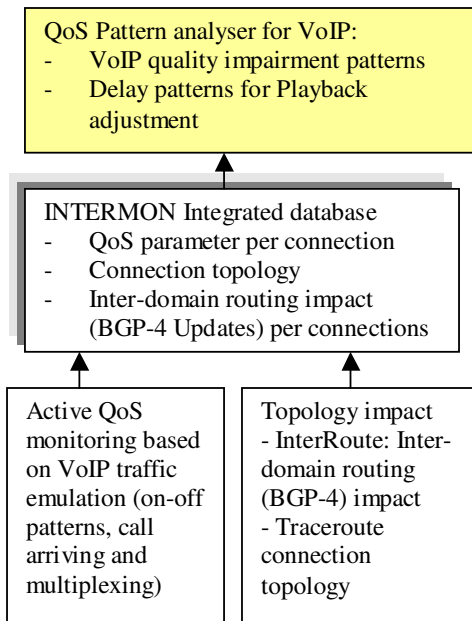 QoS Pattern analyser for VoIP:
- VoIP quality impairment patterns
- Delay patterns for Playback
adjustment
INTERMON Integrated database
- QoS parameter per connection
- Connection topology
- Inter-domain routing impact
(BGP-4 Updates) per connections
Active QoS
monitoring based
on VoIP traffic
emulation (on-off
patterns, call
arriving and
multiplexing)
Topology impact
- InterRoute: Inter-
domain routing
(BGP-4) impact
- Traceroute
connection
topology